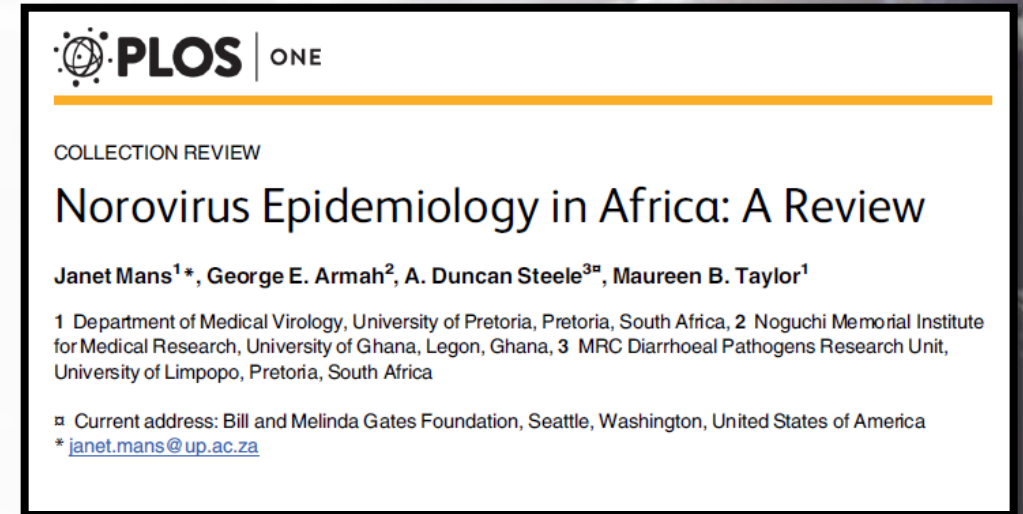 PLOS ONE
COLLECTION REVIEW
Norovirus Epidemiology in Africa: A Review
Janet Mans1*, George E. Armah2, A. Duncan Steele3¤, Maureen B. Taylor1
1 Department of Medical Virology, University of Pretoria, Pretoria, South Africa, 2 Noguchi Memorial Institute
for Medical Research, University of Ghana, Legon, Ghana, 3 MRC Diarrhoeal Pathogens Research Unit,
University of Limpopo, Pretoria, South Africa
¤ Current address: Bill and Melinda Gates Foundation, Seattle, Washington, United States of America
* janet.mans@up.ac.za